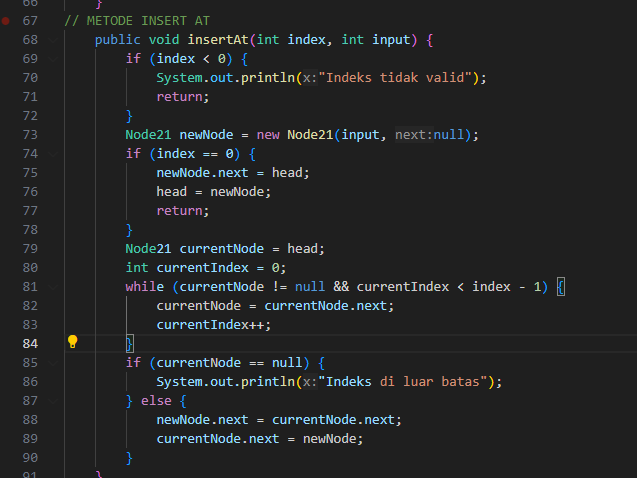 66 }
67 // METODE INSERT AT
68 public void insertAt(int index, int input) {
69 if (index < 0) {
70 System.out.println(x:"Indeks tidak valid");
71 return;
72 }
73 Node21 newNode = new Node21(input, next:null);
74 if (index == 0) {
75 newNode.next = head;
76 head = newNode;
77 return;
78 }
79 Node21 currentNode = head;
80 int currentIndex = 0;
81 while (currentNode != null && currentIndex < index - 1) {
82 currentNode = currentNode.next;
83 currentIndex++;
84 }
85 if (currentNode == null) {
86 System.out.println(x:"Indeks di luar batas");
87 } else {
88 newNode.next = currentNode.next;
89 currentNode.next = newNode;
90 }
91 }